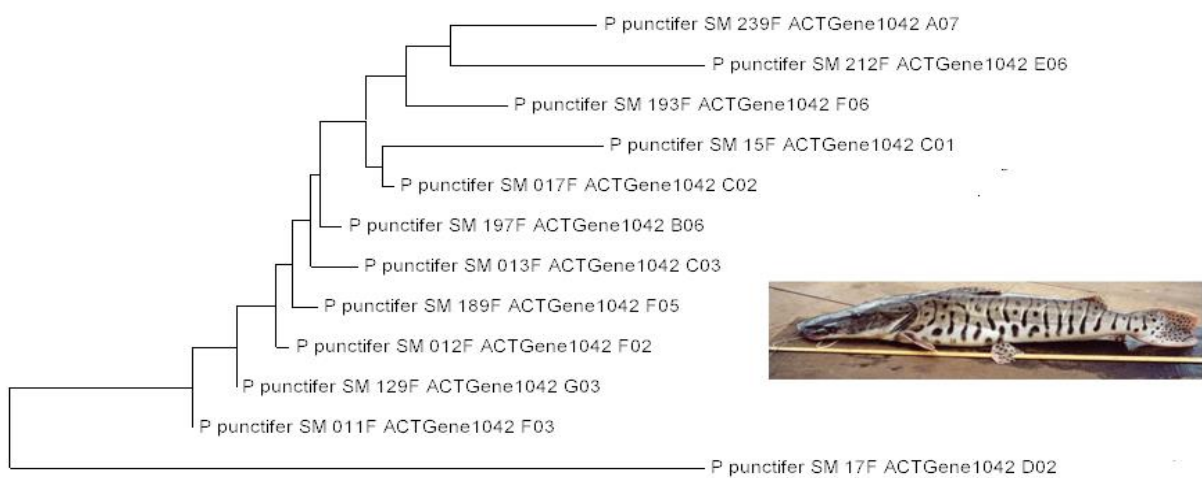 P punctifer SM 239F ACTGene1042 A07
P punctifer SM 212F ACTGene1042 E06
P punctifer SM 193F ACTGene1042 F06
P punctifer SM 15F ACTGene1042 C01
P punctifer SM 017F ACTGene1042 C02
P punctifer SM 197F ACTGene1042 B06
P punctifer SM 013F ACTGene1042 C03
P punctifer SM 189F ACTGene1042 F05
P punctifer SM 012F ACTGene1042 F02
P punctifer SM 129F ACTGene1042 G03
P punctifer SM 011F ACTGene1042 F03
P punctifer SM 17F ACTGene1042 D02